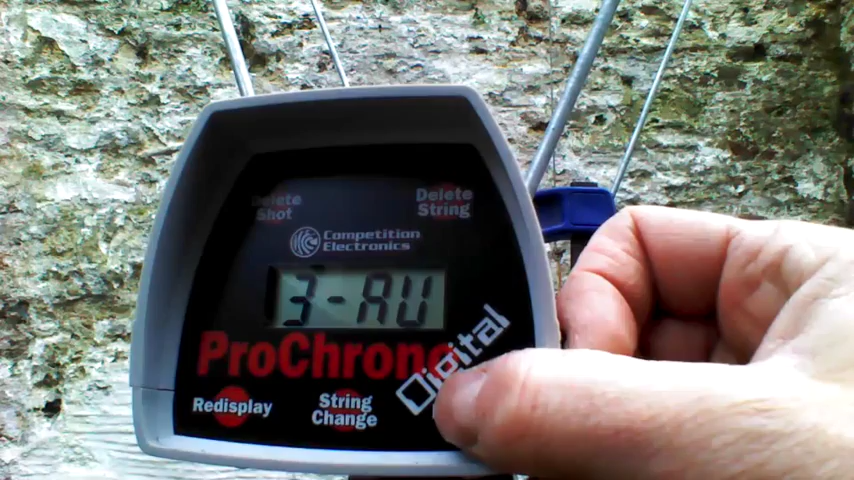 Delete
Shot
Delete
String
Competition
Electronics
3-AU
ProChrono
Digital
Redisplay
String
Change